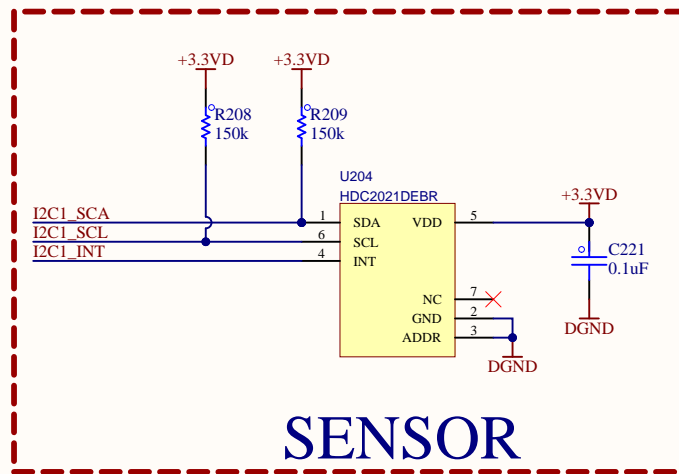 +3.3VD +3.3VD
R208 R209
150k 150k
U204
HDC2021DEBR
+3.3VD
I2C1_SCA 1 SDA VDD 5
I2C1_SCL 6 SCL
I2C1_INT 4 INT
C221
0.1uF
NC 7
GND 2
ADDR 3
DGND
DGND
SENSOR